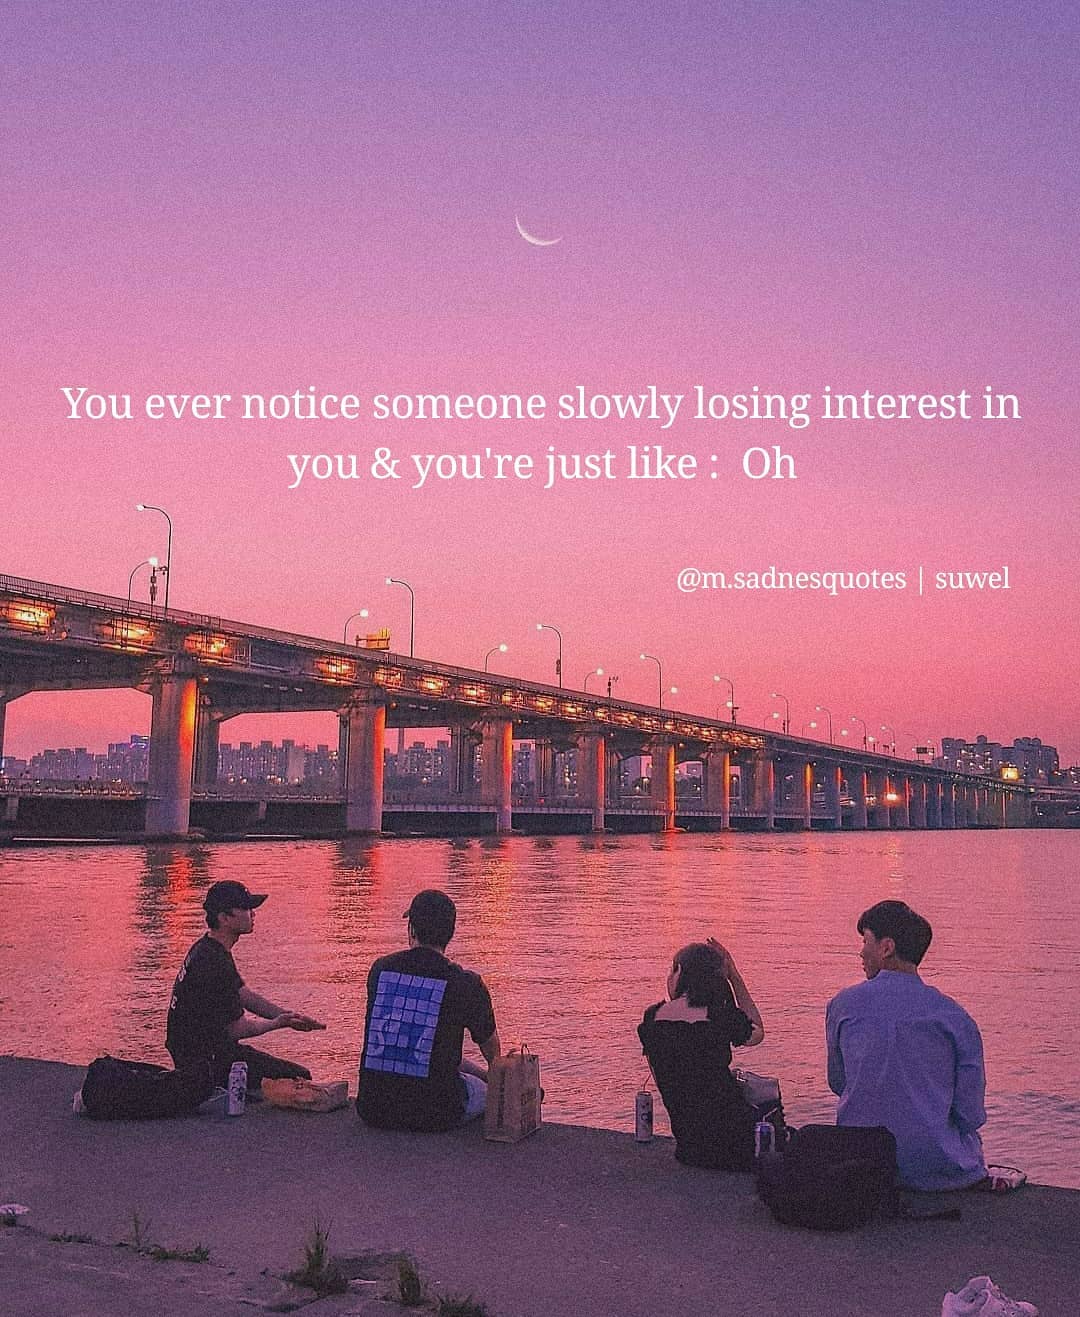 You ever notice someone slowly losing interest in
you & you're just like :  Oh
@m.sadnesquotes | suwel